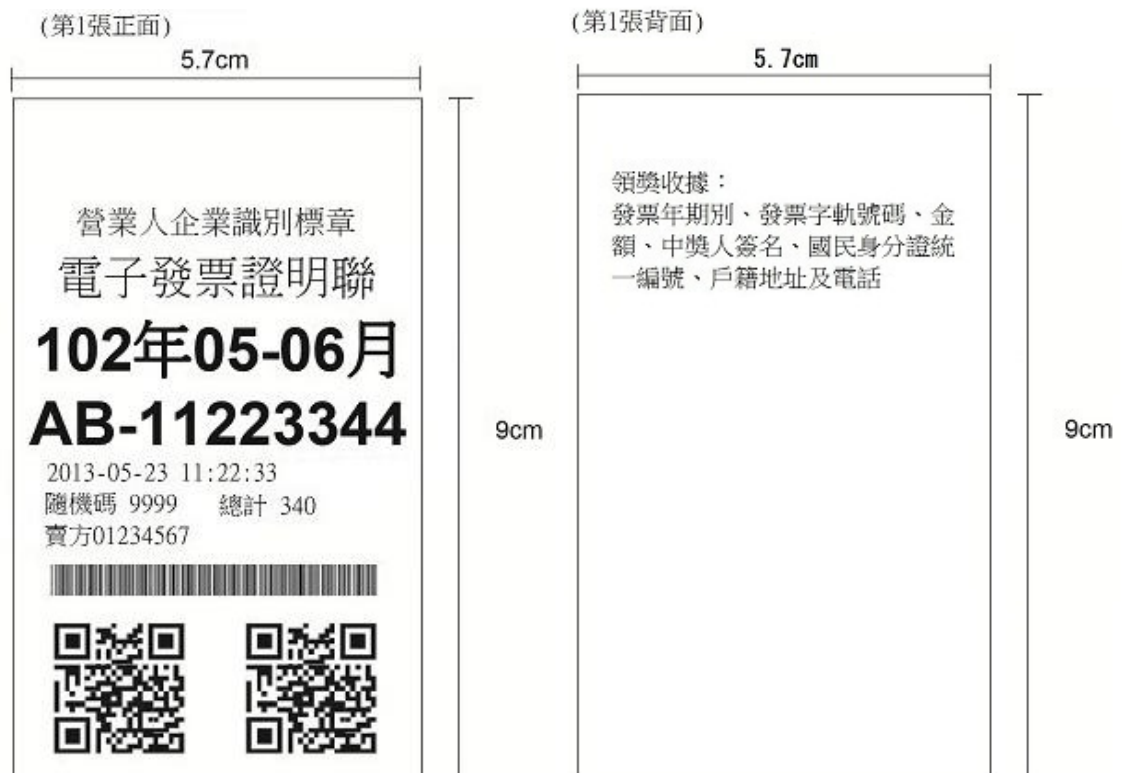 (第1張正面)
5.7cm
營業人企業識別標章
電子發票證明聯
102年05-06月
AB-11223344
2013-05-23 11:22:33
隨機碼 9999 總計 340
賣方01234567
9cm
(第1張背面)
5.7cm
領獎收據：
發票年期別、發票字軌號碼、金
額、中獎人簽名、國民身分證統
一編號、戶籍地址及電話
9cm